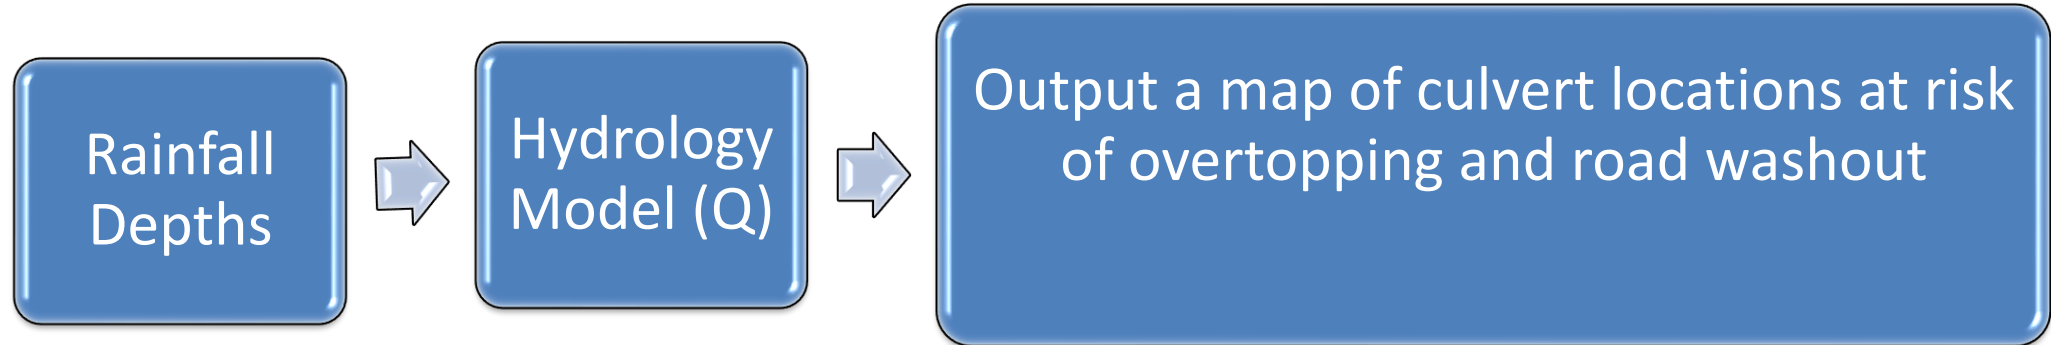 Rainfall
Depths
Hydrology
Model (Q)
Output a map of culvert locations at risk
of overtopping and road washout